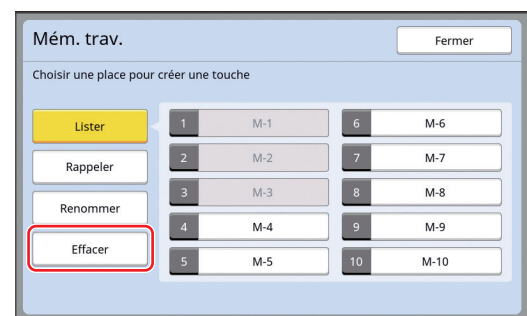 Mém. trav.
Fermer
Choisir une place pour créer une touche
Lister
Rappeler
Renommer
Effacer
1 M-1
2 M-2
3 M-3
4 M-4
5 M-5
6 M-6
7 M-7
8 M-8
9 M-9
10 M-10